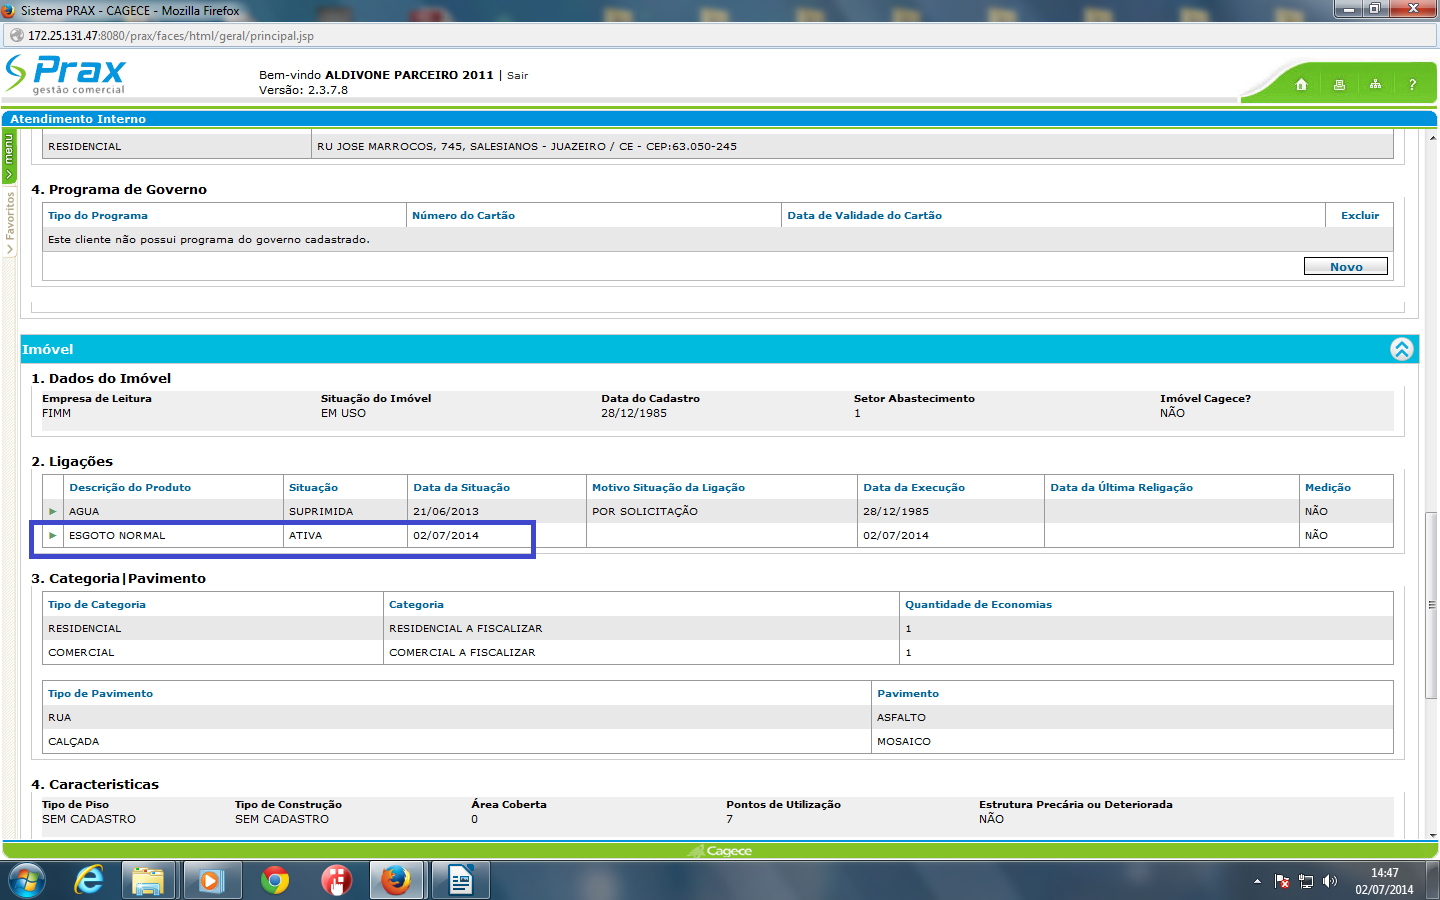 Sistema PRAX - CAGECE - Mozilla Firefox
172.25.131.47:8080/prax/faces/html/geral/principal.jsp
Prax
gestão comercial
Bem-vindo ALDIVONE PARCEIRO 2011 | Sair
Versão: 2.3.7.8
?
Atendimento Interno
menu
Favoritos
RESIDENCIAL RU JOSE MARROCOS, 745, SALESIANOS - JUAZEIRO / CE - CEP:63.050-245
4. Programa de Governo
Tipo do Programa Número do Cartão Data de Validade do Cartão Excluir
Este cliente não possui programa do governo cadastrado.
Novo
Imóvel
1. Dados do Imóvel
Empresa de Leitura Situação do Imóvel Data do Cadastro Setor Abastecimento Imóvel Cagece?
FIMM EM USO 28/12/1985 1 NÃO
2. Ligações
Descrição do Produto Situação Data da Situação Motivo Situação da Ligação Data da Execução Data da Última Religação Medição
AGUA SUPRIMIDA 21/06/2013 POR SOLICITAÇÃO 28/12/1985 NÃO
ESGOTO NORMAL ATIVA 02/07/2014 02/07/2014 NÃO
3. Categoria|Pavimento
Tipo de Categoria Categoria Quantidade de Economias
RESIDENCIAL RESIDENCIAL A FISCALIZAR 1
COMERCIAL COMERCIAL A FISCALIZAR 1
Tipo de Pavimento Pavimento
RUA ASFALTO
CALÇADA MOSAICO
4. Caracteristicas
Tipo de Piso Tipo de Construção Área Coberta Pontos de Utilização Estrutura Precária ou Deteriorada
SEM CADASTRO SEM CADASTRO 0 7 NÃO
Cagece
14:47
02/07/2014